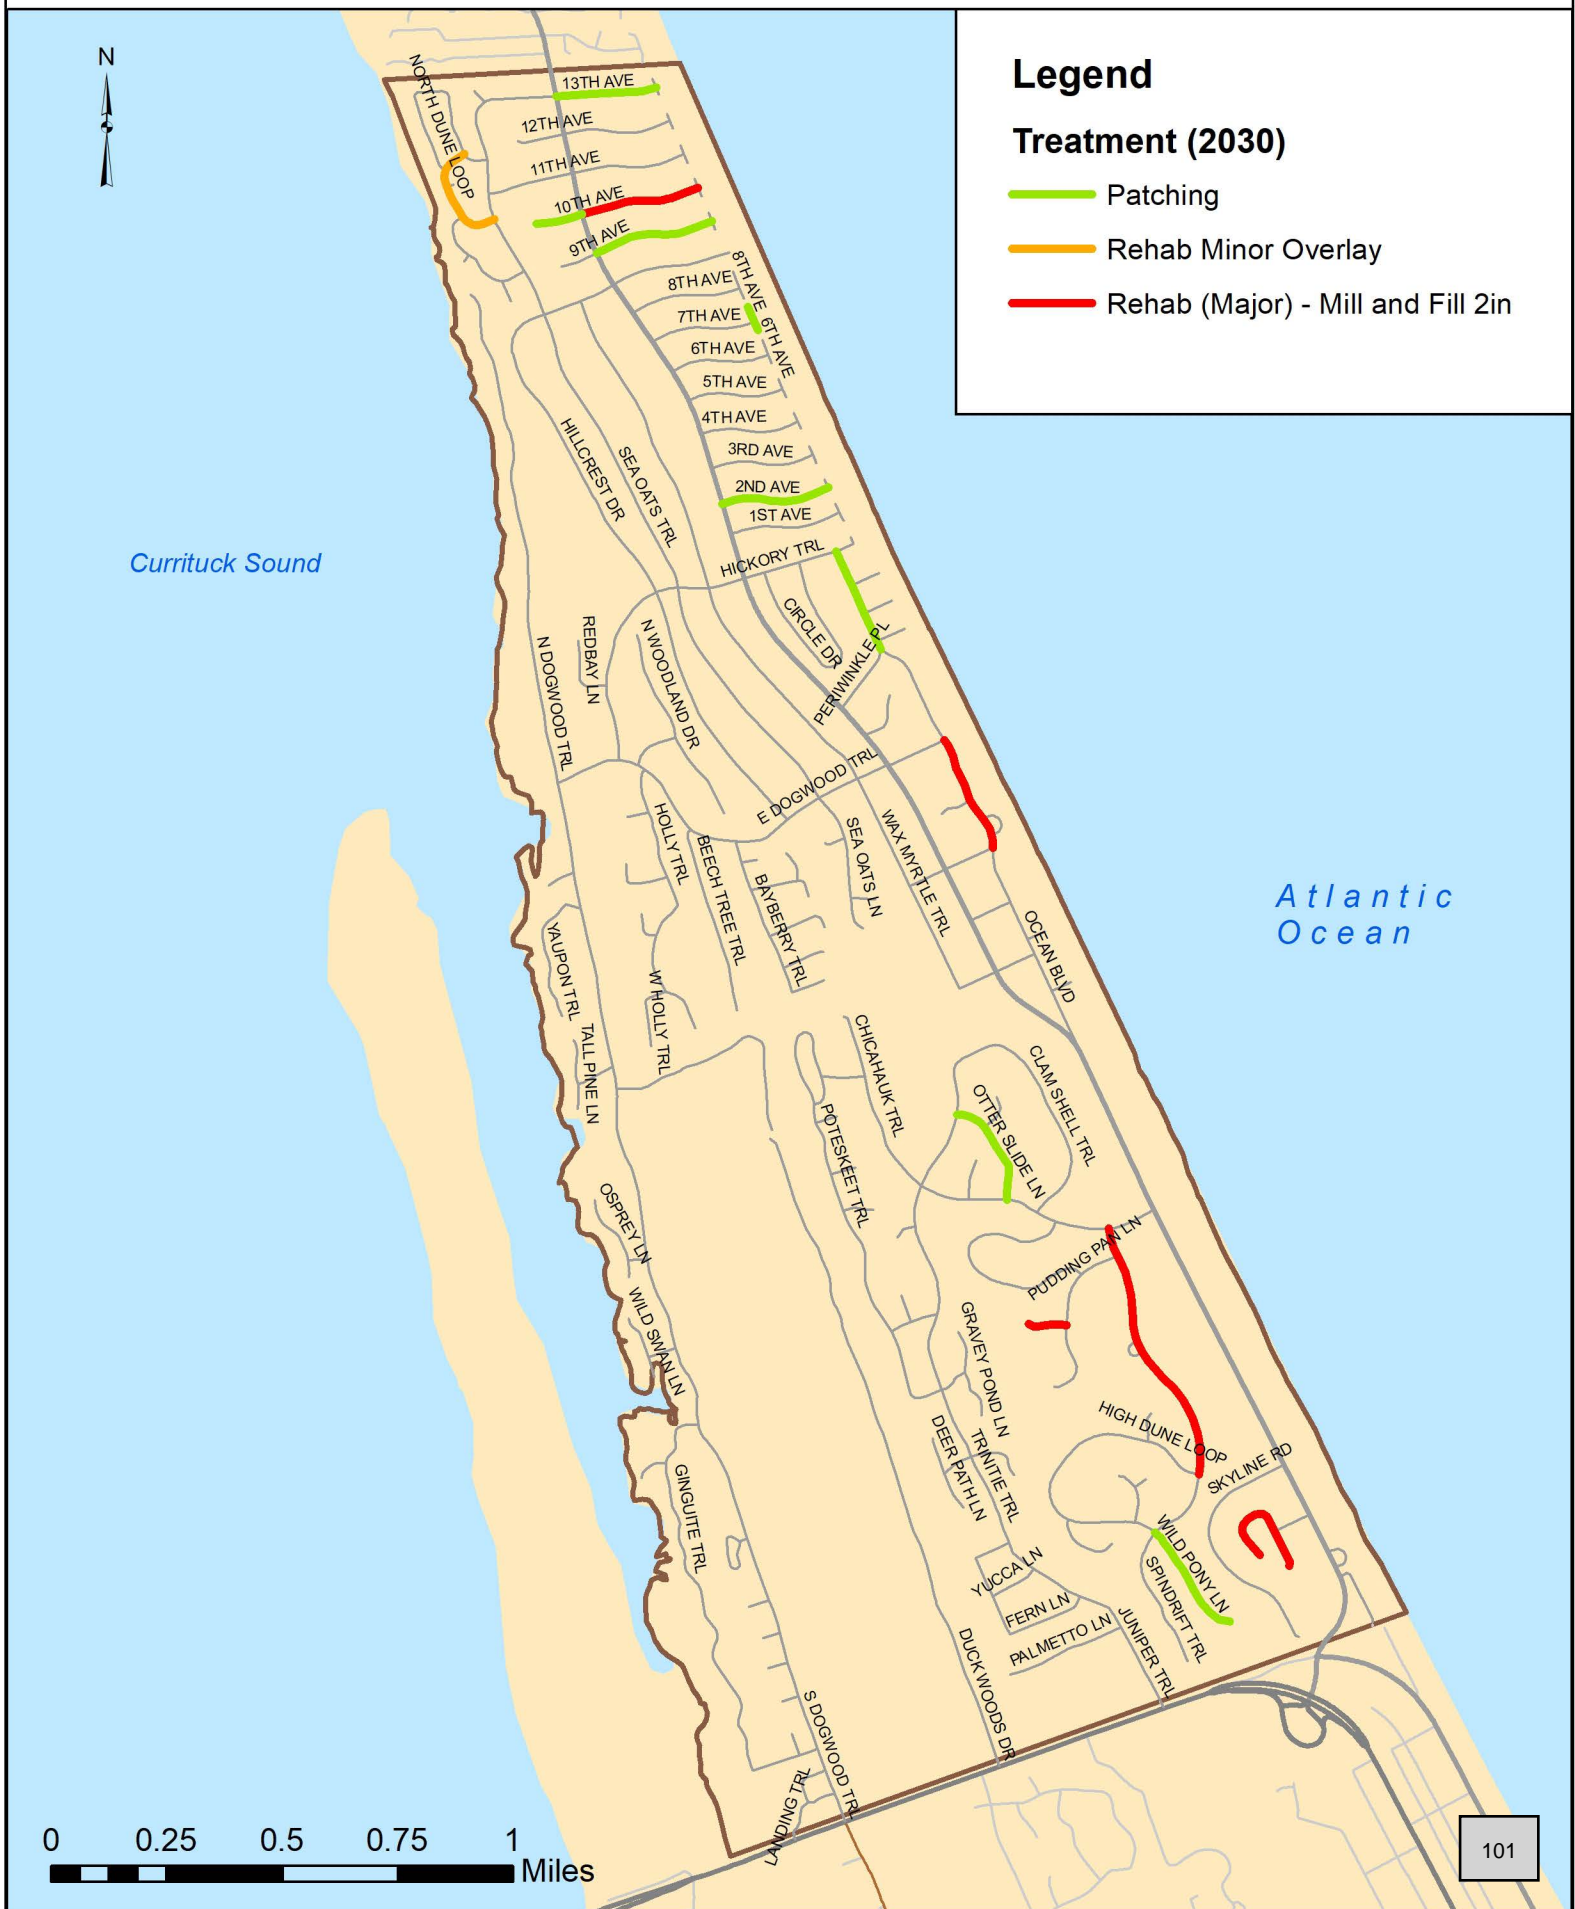 N
Legend
Treatment (2030)
Patching
Rehab Minor Overlay
Rehab (Major) - Mill and Fill 2in
NORTH DUNE LOOP
13TH AVE
12TH AVE
11TH AVE
10TH AVE
9TH AVE
8TH AVE
8TH AVE
7TH AVE
6TH AVE
6TH AVE
5TH AVE
4TH AVE
3RD AVE
2ND AVE
1ST AVE
HILLCREST DR
SEA OATS TRL
HICKORY TRL
Currituck Sound
CIRCLE DR
PERIWINKLE PL
REDBAY LN
N DOGWOOD TRL
N WOODLAND DR
E DOGWOOD TRL
HOLLY TRL
BEECH TREE TRL
BAYBERRY TRL
SEA OATS LN
WAX MYRTLE TRL
OCEAN BLVD
Atlantic
Ocean
YAUPON TRL
W HOLLY TRL
TALL PINE LN
CHICAHAUK TRL
POTESKEET TRL
OTTER SLIDE LN
CLAM SHELL TRL
OSPREY LN
PUDDING PAN LN
WILD SWAN LN
GRAVEY POND LN
HIGH DUNE LOOP
SKYLINE RD
DEER PATH LN
TRINITIE TRL
GINGUITE TRL
WILD PONY LN
SPINDRIFT TRL
YUCCA LN
FERN LN
PALMETTO LN
JUNIPER TRL
DUCK WOODS DR
S DOGWOOD TRL
LANDING TRL
0 0.25 0.5 0.75 1
Miles
101